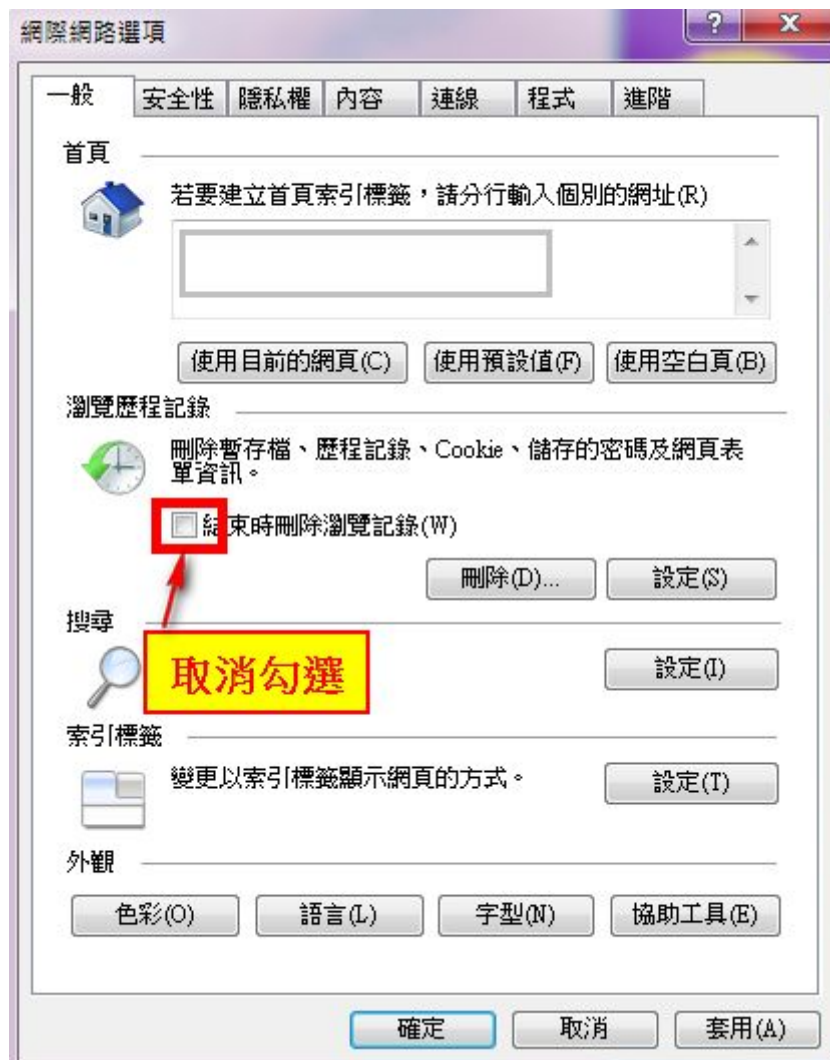 網際網路選項
一般 安全性 隱私權 內容 連線 程式 進階
首頁
若要建立首頁索引標籤，請分行輸入個別的網址(R)
使用目前的網頁(C) 使用預設值(F) 使用空白頁(B)
瀏覽歷程記錄
刪除暫存檔、歷程記錄、Cookie、儲存的密碼及網頁表
單資訊。
結束時刪除瀏覽記錄(W)
刪除(D)... 設定(S)
搜尋
取消勾選
設定(I)
索引標籤
變更以索引標籤顯示網頁的方式。
設定(T)
外觀
色彩(O) 語言(L) 字型(N) 協助工具(E)
確定 取消 套用(A)